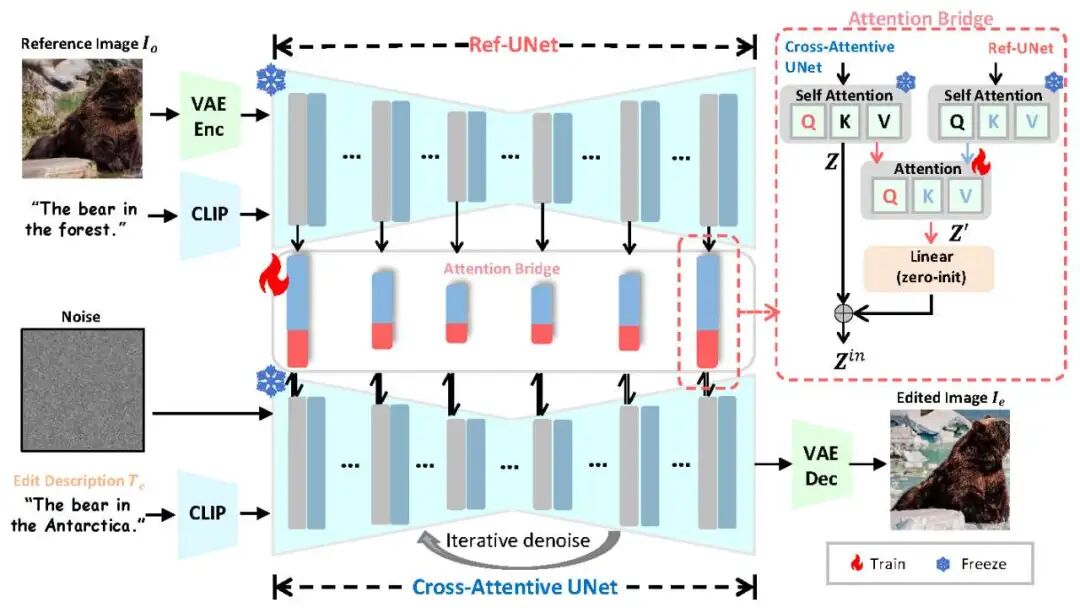 Reference Image I_o
VAE
Enc
"The bear in
the forest."
CLIP
Ref-UNet
...
...
...
...
Attention Bridge
Noise
Edit Description T_e
"The bear in
the Antarctica."
CLIP
...
...
...
...
Iterative denoise
Cross-Attentive UNet
VAE
Dec
Edited Image I_e
Attention Bridge
Cross-Attentive
UNet
Ref-UNet
Self Attention
Q K V
Self Attention
Q K V
Z
Attention
Q K V
Z'
Linear
(zero-init)
Z^{in}
Train
Freeze